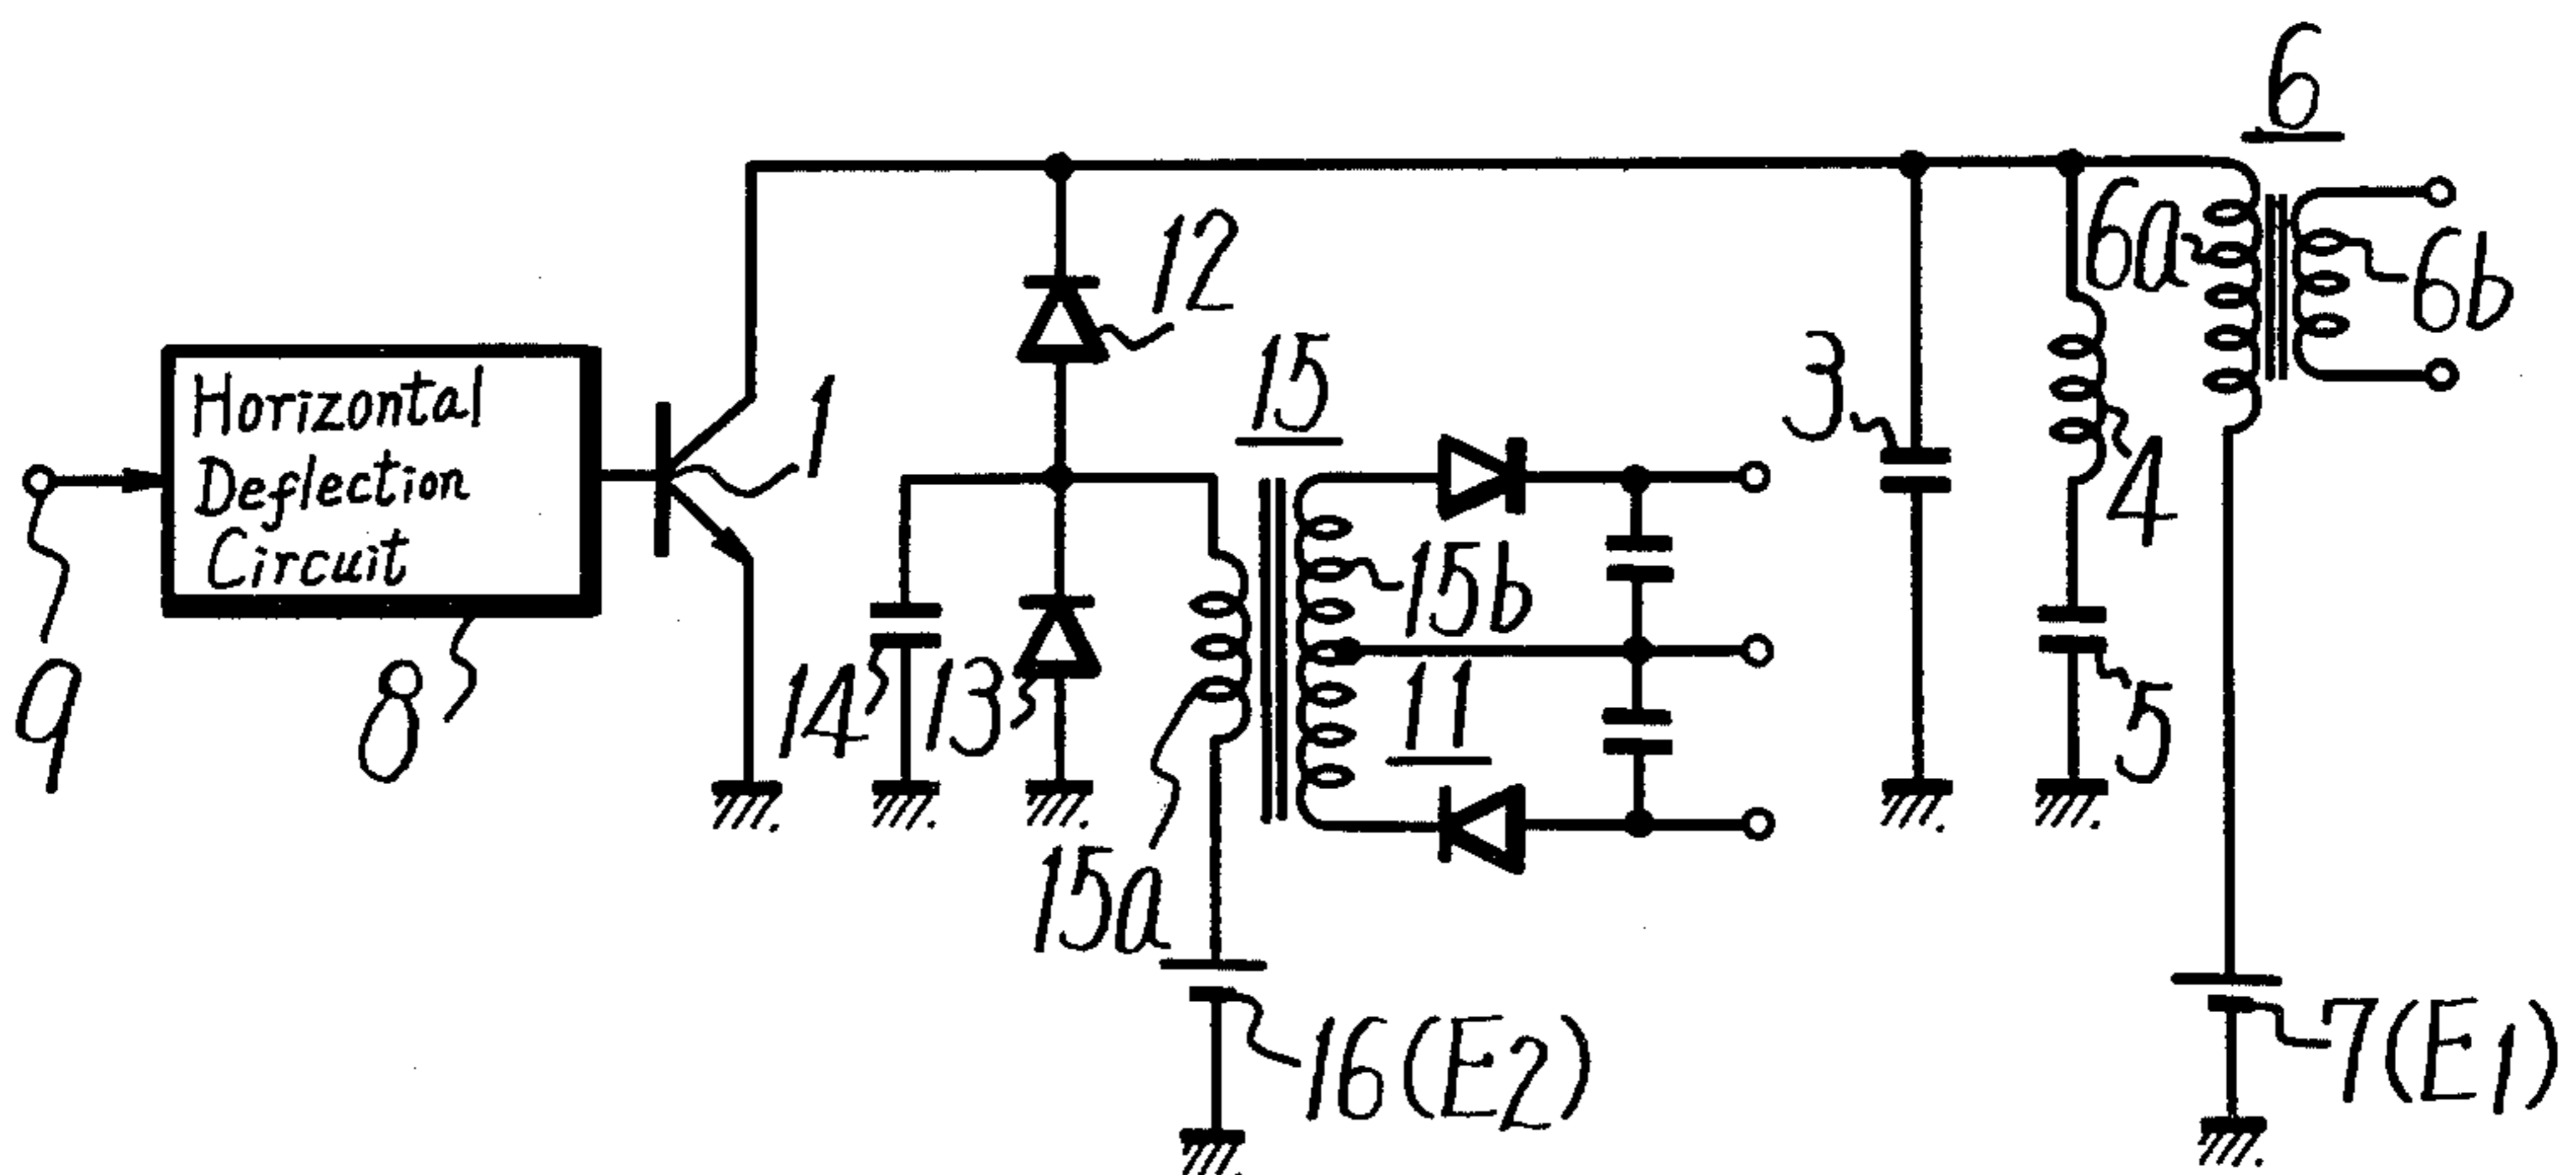 6
12
6a
6b
15
3
1
Horizontal
Deflection
Circuit
4
15b
9
8
14
13
11
5
15a
16(E2)
7(E1)